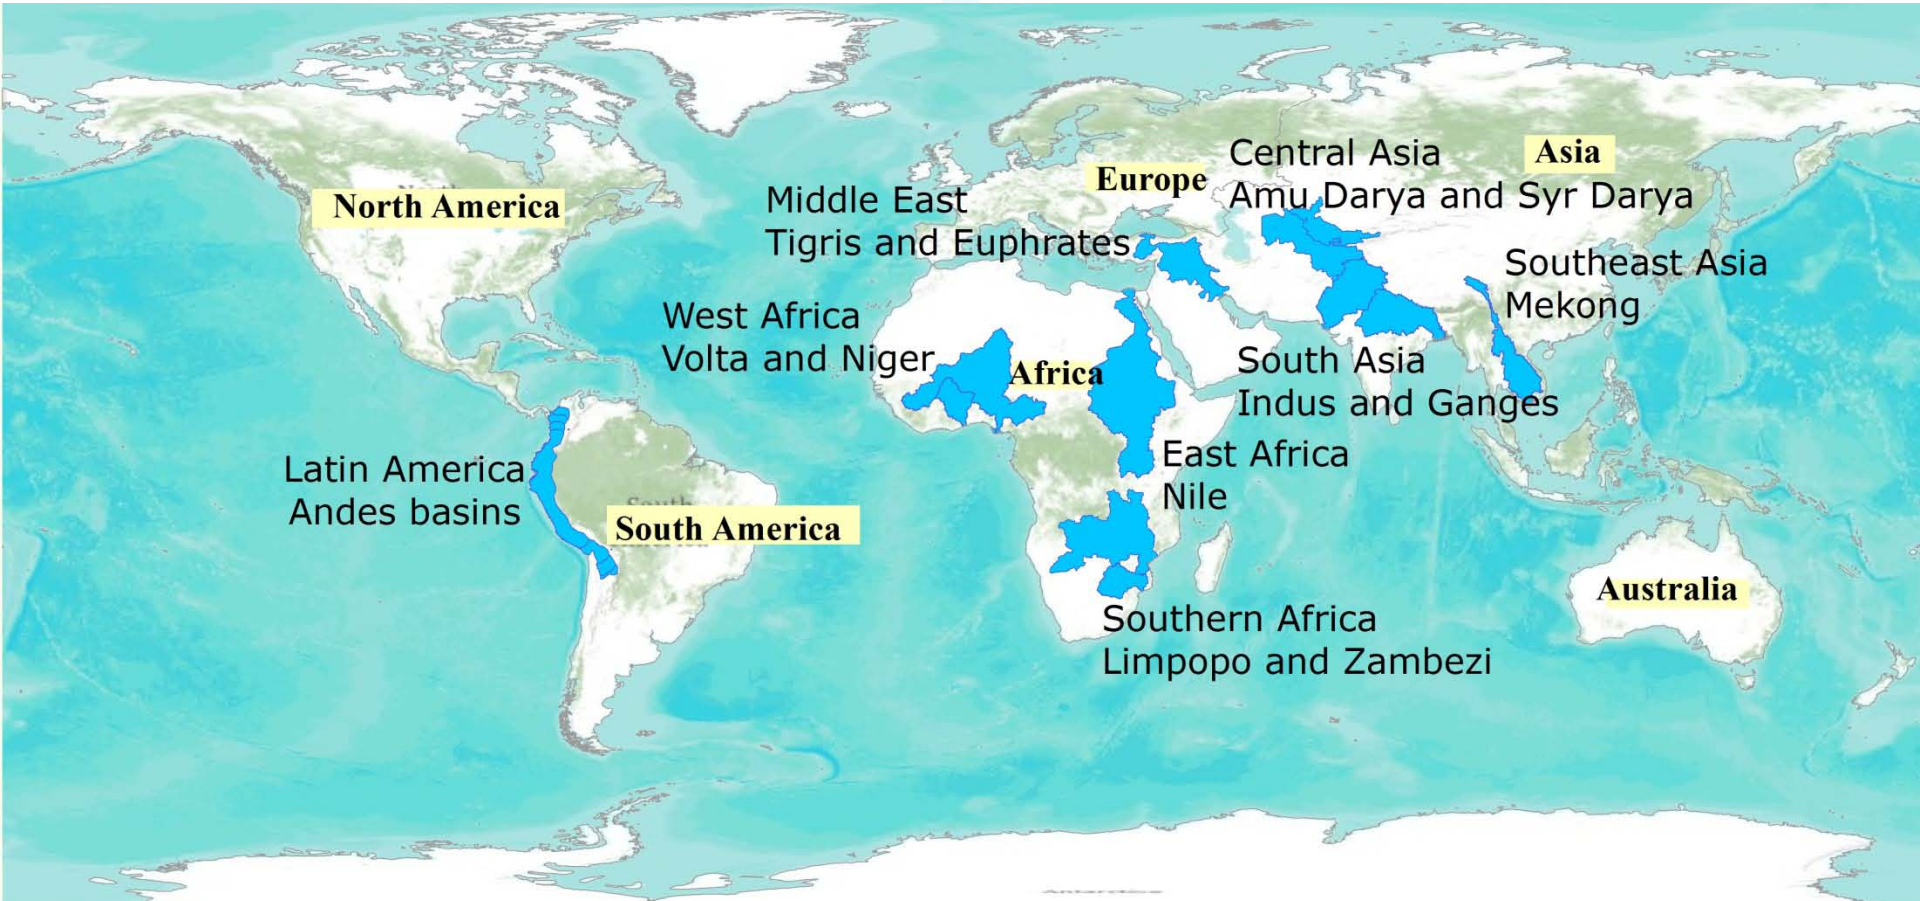 Central Asia
Amu Darya and Syr Darya
Asia
Europe
Middle East
Tigris and Euphrates
North America
Southeast Asia
Mekong
West Africa
Volta and Niger
Africa
South Asia
Indus and Ganges
East Africa
Nile
Latin America
Andes basins
South
South America
Australia
Southern Africa
Limpopo and Zambezi